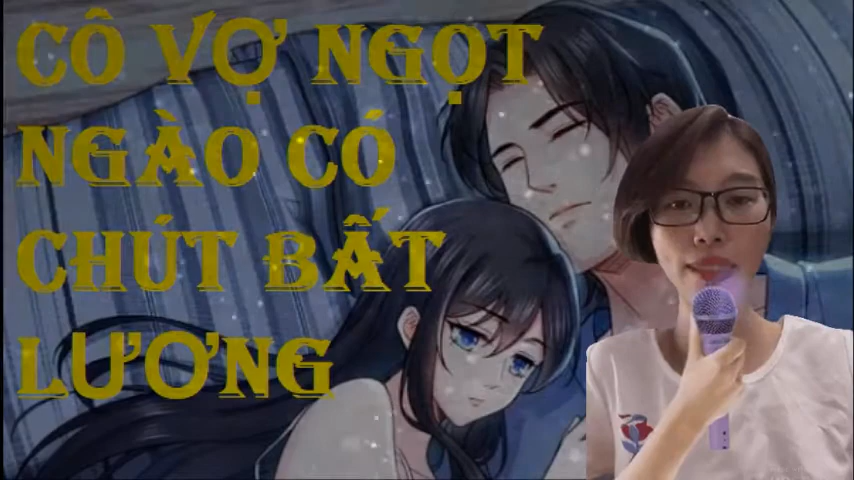 CÔ VỢ NGỌT
NGÀO CÓ
CHÚT BẤT
LƯƠNG